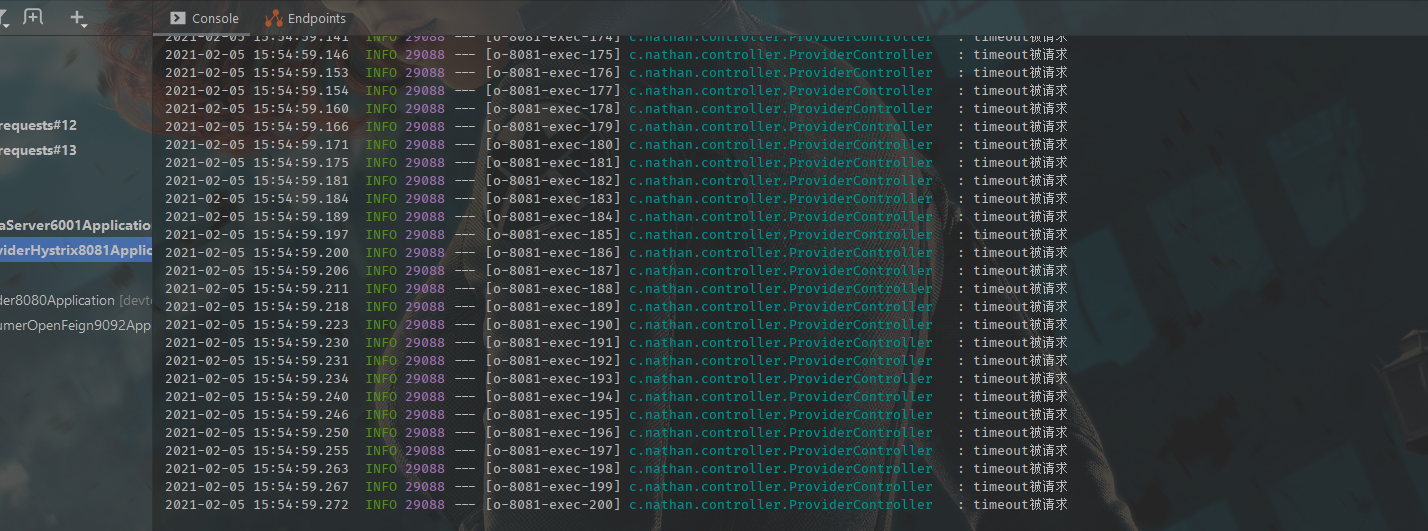 Console
Endpoints
2021-02-05 15:54:59.141  INFO 29088 --- [o-8081-exec-174] c.nathan.controller.ProviderController   : timeout被请求
2021-02-05 15:54:59.146  INFO 29088 --- [o-8081-exec-175] c.nathan.controller.ProviderController   : timeout被请求
2021-02-05 15:54:59.153  INFO 29088 --- [o-8081-exec-176] c.nathan.controller.ProviderController   : timeout被请求
2021-02-05 15:54:59.154  INFO 29088 --- [o-8081-exec-177] c.nathan.controller.ProviderController   : timeout被请求
2021-02-05 15:54:59.160  INFO 29088 --- [o-8081-exec-178] c.nathan.controller.ProviderController   : timeout被请求
2021-02-05 15:54:59.166  INFO 29088 --- [o-8081-exec-179] c.nathan.controller.ProviderController   : timeout被请求
2021-02-05 15:54:59.171  INFO 29088 --- [o-8081-exec-180] c.nathan.controller.ProviderController   : timeout被请求
2021-02-05 15:54:59.175  INFO 29088 --- [o-8081-exec-181] c.nathan.controller.ProviderController   : timeout被请求
2021-02-05 15:54:59.181  INFO 29088 --- [o-8081-exec-182] c.nathan.controller.ProviderController   : timeout被请求
2021-02-05 15:54:59.184  INFO 29088 --- [o-8081-exec-183] c.nathan.controller.ProviderController   : timeout被请求
2021-02-05 15:54:59.189  INFO 29088 --- [o-8081-exec-184] c.nathan.controller.ProviderController   : timeout被请求
2021-02-05 15:54:59.197  INFO 29088 --- [o-8081-exec-185] c.nathan.controller.ProviderController   : timeout被请求
2021-02-05 15:54:59.200  INFO 29088 --- [o-8081-exec-186] c.nathan.controller.ProviderController   : timeout被请求
2021-02-05 15:54:59.206  INFO 29088 --- [o-8081-exec-187] c.nathan.controller.ProviderController   : timeout被请求
2021-02-05 15:54:59.211  INFO 29088 --- [o-8081-exec-188] c.nathan.controller.ProviderController   : timeout被请求
2021-02-05 15:54:59.218  INFO 29088 --- [o-8081-exec-189] c.nathan.controller.ProviderController   : timeout被请求
2021-02-05 15:54:59.223  INFO 29088 --- [o-8081-exec-190] c.nathan.controller.ProviderController   : timeout被请求
2021-02-05 15:54:59.230  INFO 29088 --- [o-8081-exec-191] c.nathan.controller.ProviderController   : timeout被请求
2021-02-05 15:54:59.231  INFO 29088 --- [o-8081-exec-192] c.nathan.controller.ProviderController   : timeout被请求
2021-02-05 15:54:59.234  INFO 29088 --- [o-8081-exec-193] c.nathan.controller.ProviderController   : timeout被请求
2021-02-05 15:54:59.240  INFO 29088 --- [o-8081-exec-194] c.nathan.controller.ProviderController   : timeout被请求
2021-02-05 15:54:59.246  INFO 29088 --- [o-8081-exec-195] c.nathan.controller.ProviderController   : timeout被请求
2021-02-05 15:54:59.250  INFO 29088 --- [o-8081-exec-196] c.nathan.controller.ProviderController   : timeout被请求
2021-02-05 15:54:59.255  INFO 29088 --- [o-8081-exec-197] c.nathan.controller.ProviderController   : timeout被请求
2021-02-05 15:54:59.263  INFO 29088 --- [o-8081-exec-198] c.nathan.controller.ProviderController   : timeout被请求
2021-02-05 15:54:59.267  INFO 29088 --- [o-8081-exec-199] c.nathan.controller.ProviderController   : timeout被请求
2021-02-05 15:54:59.272  INFO 29088 --- [o-8081-exec-200] c.nathan.controller.ProviderController   : timeout被请求
requests#12
requests#13
aServer6001Applicatio
viderHystrix8081Applic
der8080Application [devto
umerOpenFeign9092App